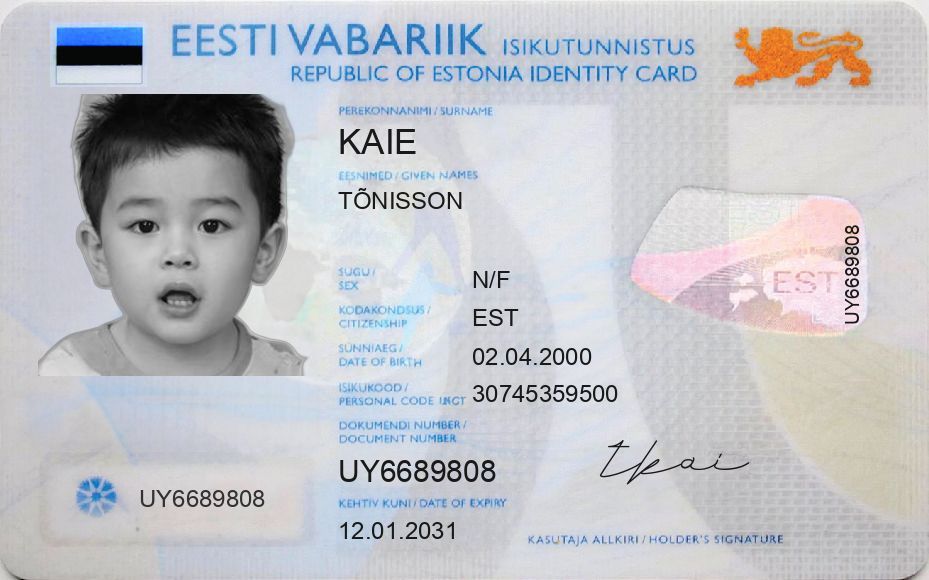 EESTI VABARIIK ISIKUTUNNISTUS
REPUBLIC OF ESTONIA IDENTITY CARD
PEREKONNANIMI / SURNAME
KAIE
EESNIMED / GIVEN NAMES
TÕNISSON
SUGU /
SEX
N/F
KODAKONDSUS /
CITIZENSHIP
EST
SÜNNIAEG /
DATE OF BIRTH
02.04.2000
ISIKUKOOD /
PERSONAL CODE
30745359500
DOKUMENDI NUMBER /
DOCUMENT NUMBER
UY6689808
KEHTIV KUNI / DATE OF EXPIRY
12.01.2031
UY6689808
EST
UY6689808
tkai
KASUTAJA ALLKIRI / HOLDER'S SIGNATURE